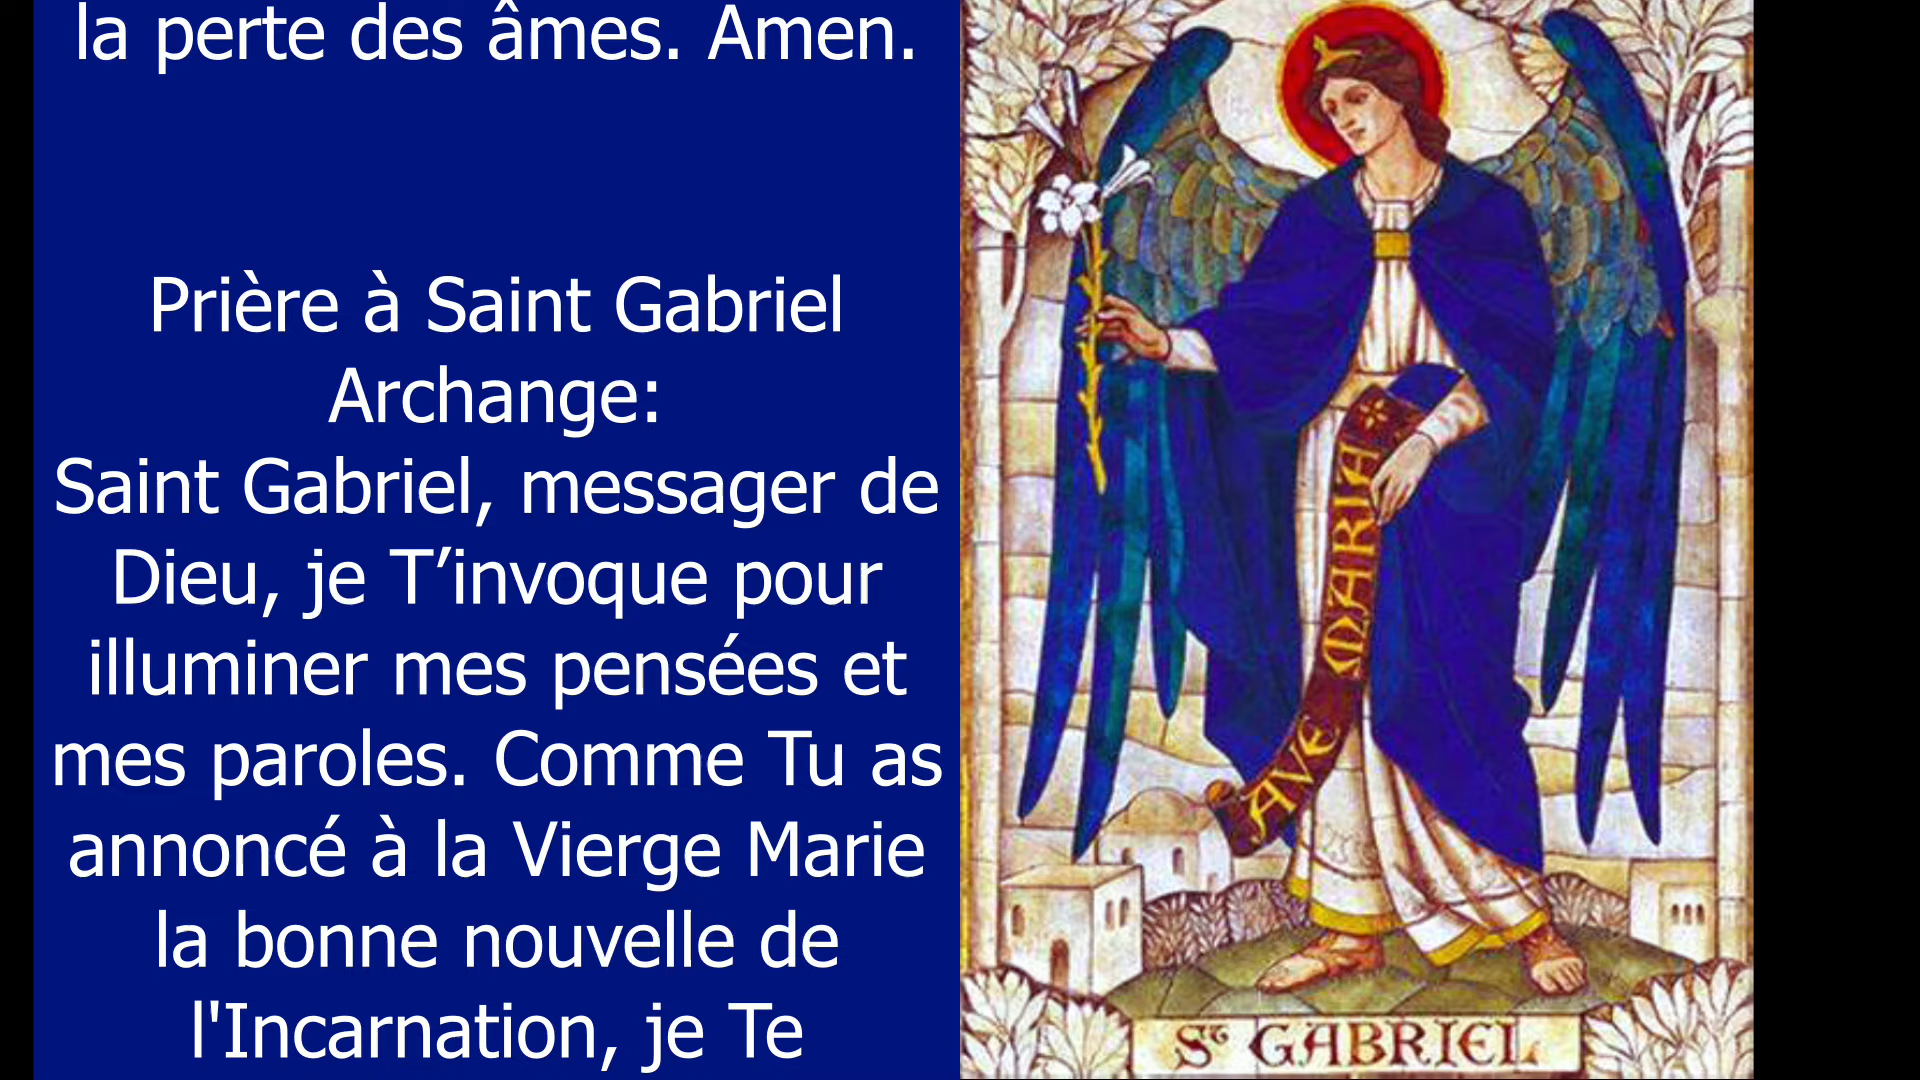 la perte des âmes. Amen.
Prière à Saint Gabriel
Archange:
Saint Gabriel, messager de
Dieu, je T’invoque pour
illuminer mes pensées et
mes paroles. Comme Tu as
annoncé à la Vierge Marie
la bonne nouvelle de
l'Incarnation, je Te
AVE MARIA
St GABRIEL